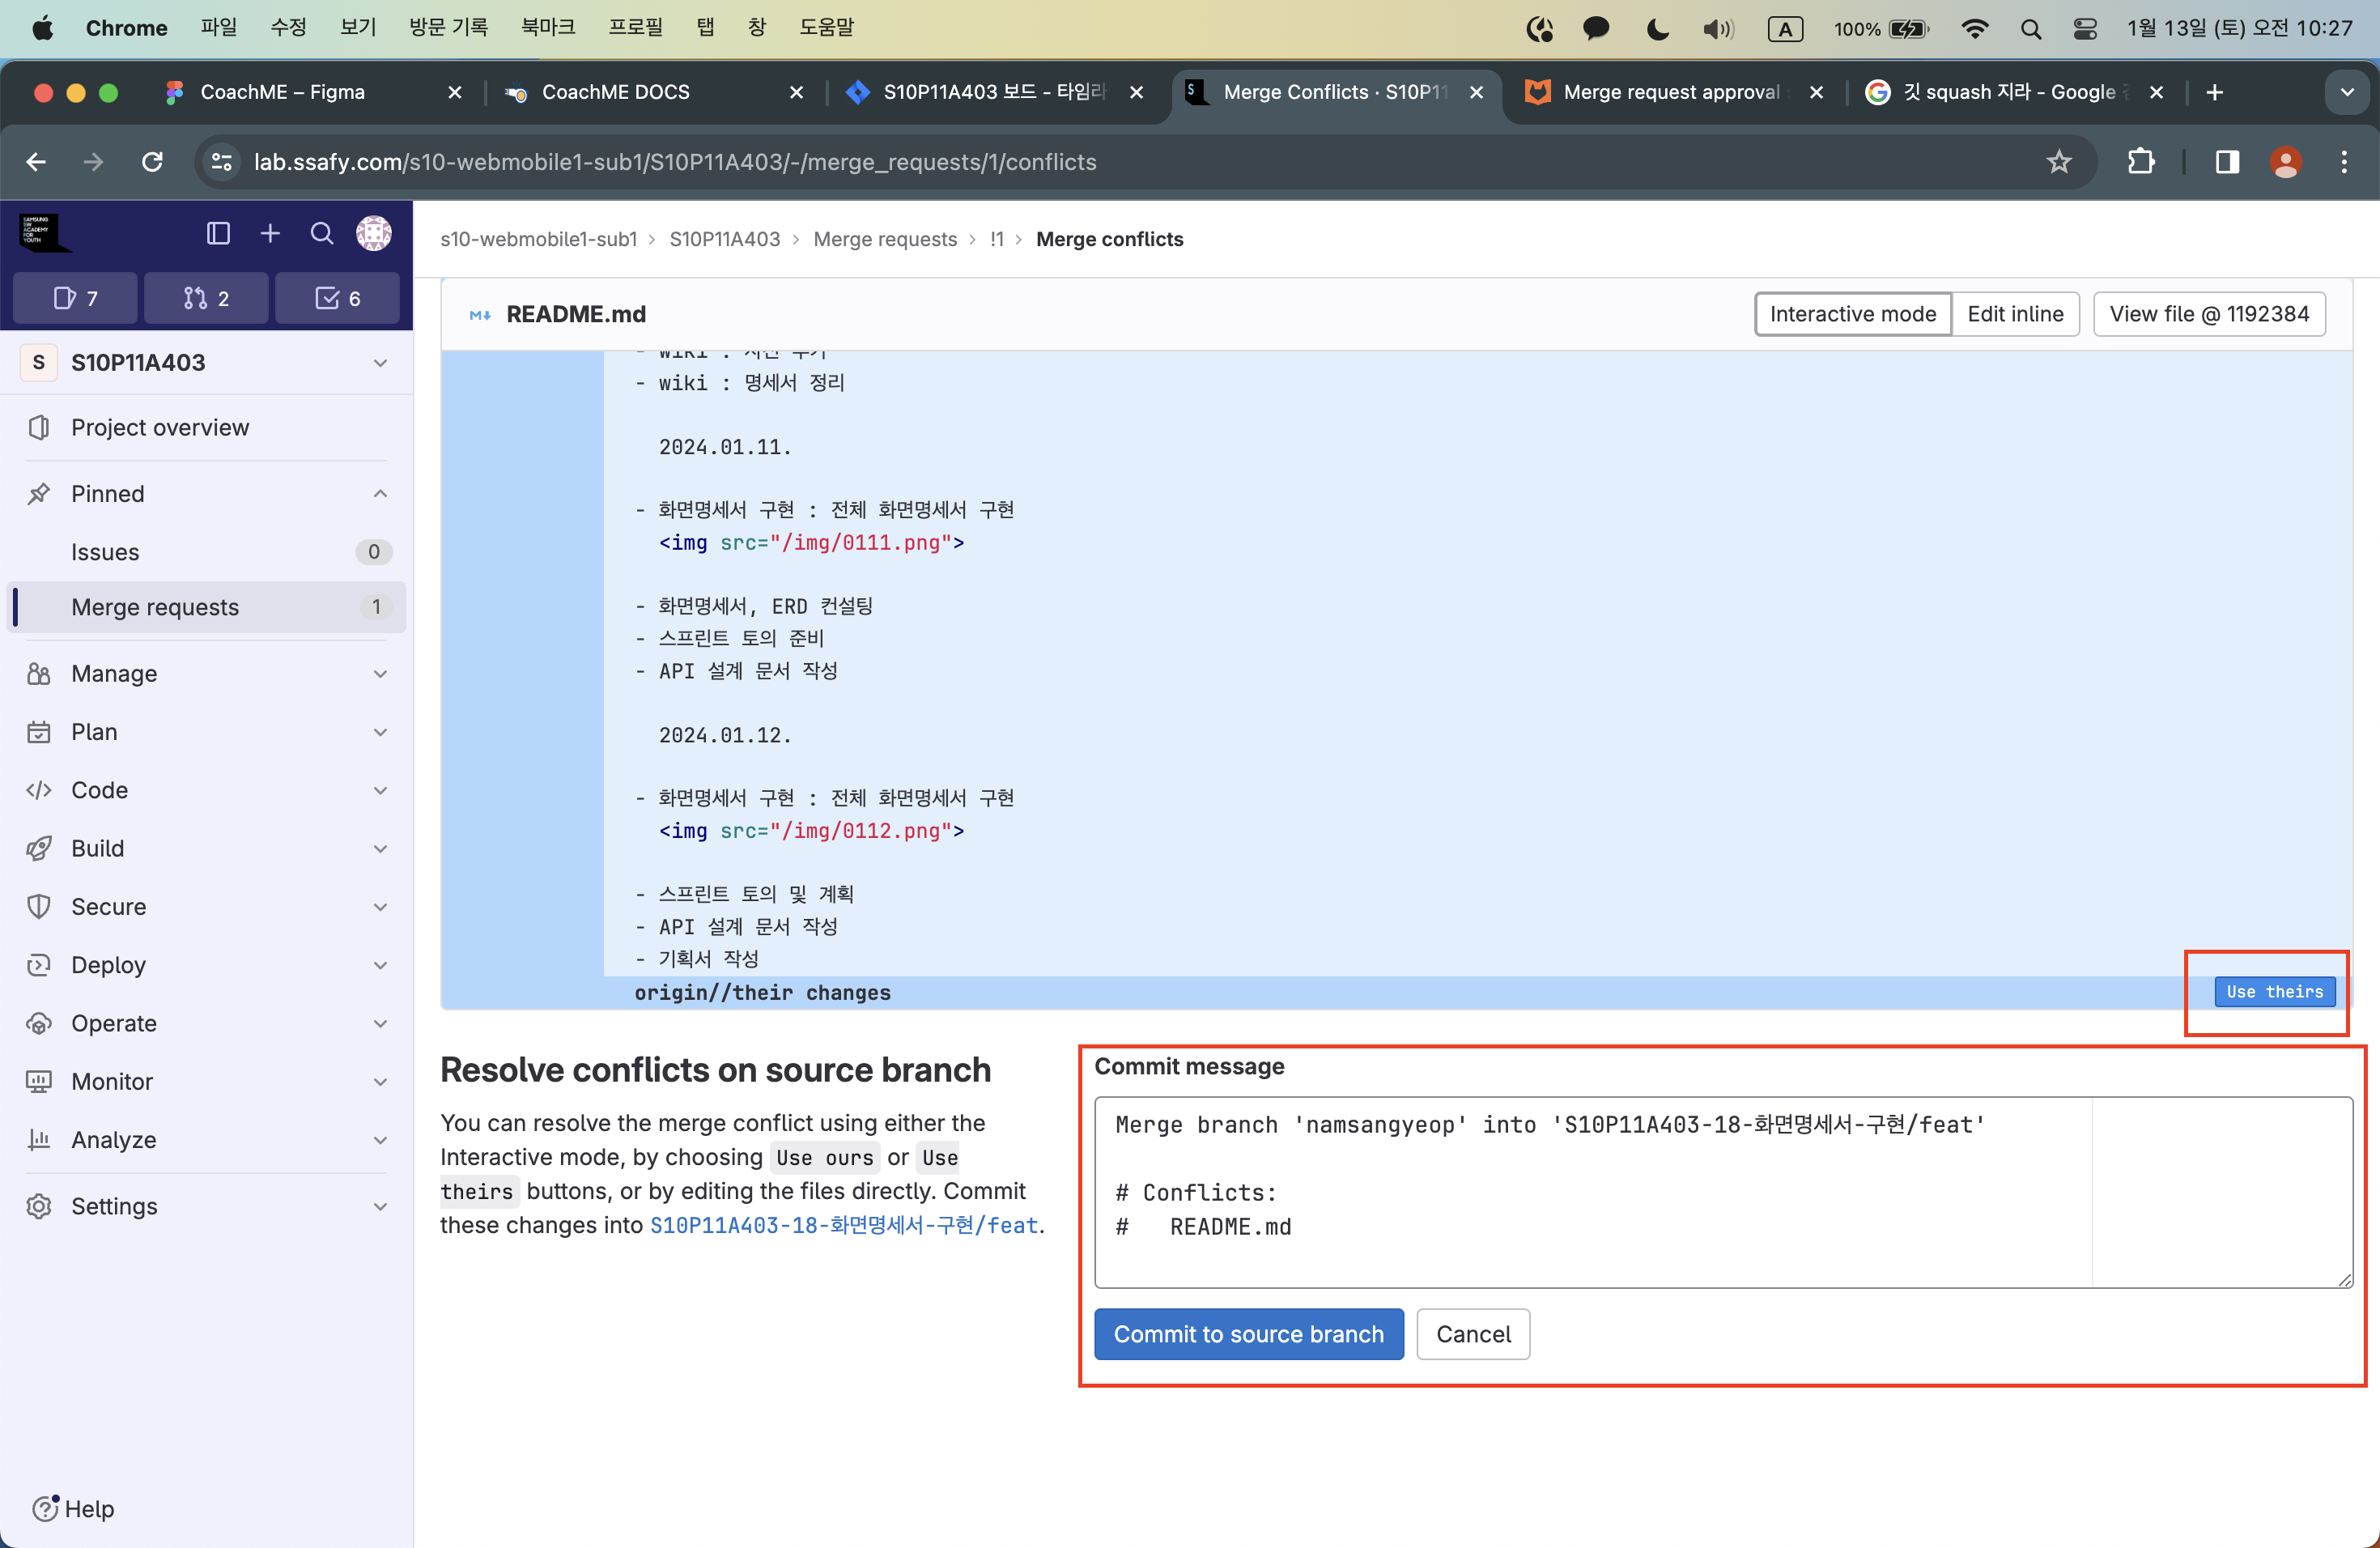 Chrome 파일 수정 보기 방문 기록 북마크 프로필 탭 창 도움말 A 100% 1월 13일 (토) 오전 10:27
CoachME – Figma CoachME DOCS S10P11A403 보드 - 타임라 Merge Conflicts · S10P11 Merge request approval 깃 squash 지라 - Google
lab.ssafy.com/s10-webmobile1-sub1/S10P11A403/-/merge_requests/1/conflicts
SAMSUNG
SW
ACADEMY
FOR
YOUTH
7 2 6
S S10P11A403
Project overview
Pinned
Issues 0
Merge requests 1
Manage
Plan
Code
Build
Secure
Deploy
Operate
Monitor
Analyze
Settings
Help
s10-webmobile1-sub1 > S10P11A403 > Merge requests > !1 > Merge conflicts
README.md Interactive mode Edit inline View file @ 1192384
- wiki : 명세서 정리
2024.01.11.
- 화면명세서 구현 : 전체 화면명세서 구현
<img src="/img/0111.png">
- 화면명세서, ERD 컨설팅
- 스프린트 토의 준비
- API 설계 문서 작성
2024.01.12.
- 화면명세서 구현 : 전체 화면명세서 구현
<img src="/img/0112.png">
- 스프린트 토의 및 계획
- API 설계 문서 작성
- 기획서 작성
origin//their changes Use theirs
Resolve conflicts on source branch
You can resolve the merge conflict using either the
Interactive mode, by choosing Use ours or Use
theirs buttons, or by editing the files directly. Commit
these changes into S10P11A403-18-화면명세서-구현/feat.
Commit message
Merge branch 'namsangyeop' into 'S10P11A403-18-화면명세서-구현/feat'
# Conflicts:
# README.md
Commit to source branch Cancel